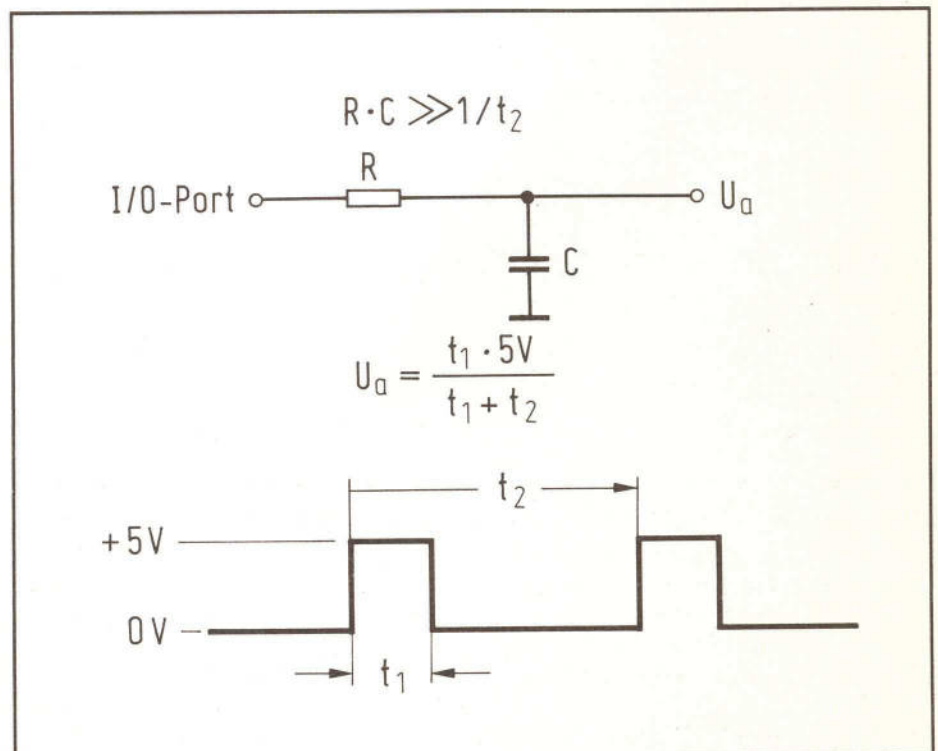 R·C ≫ 1/t₂
R
I/O-Port
Uₐ
C
Uₐ = t₁ · 5V / t₁ + t₂
t₂
+5V
0V
t₁